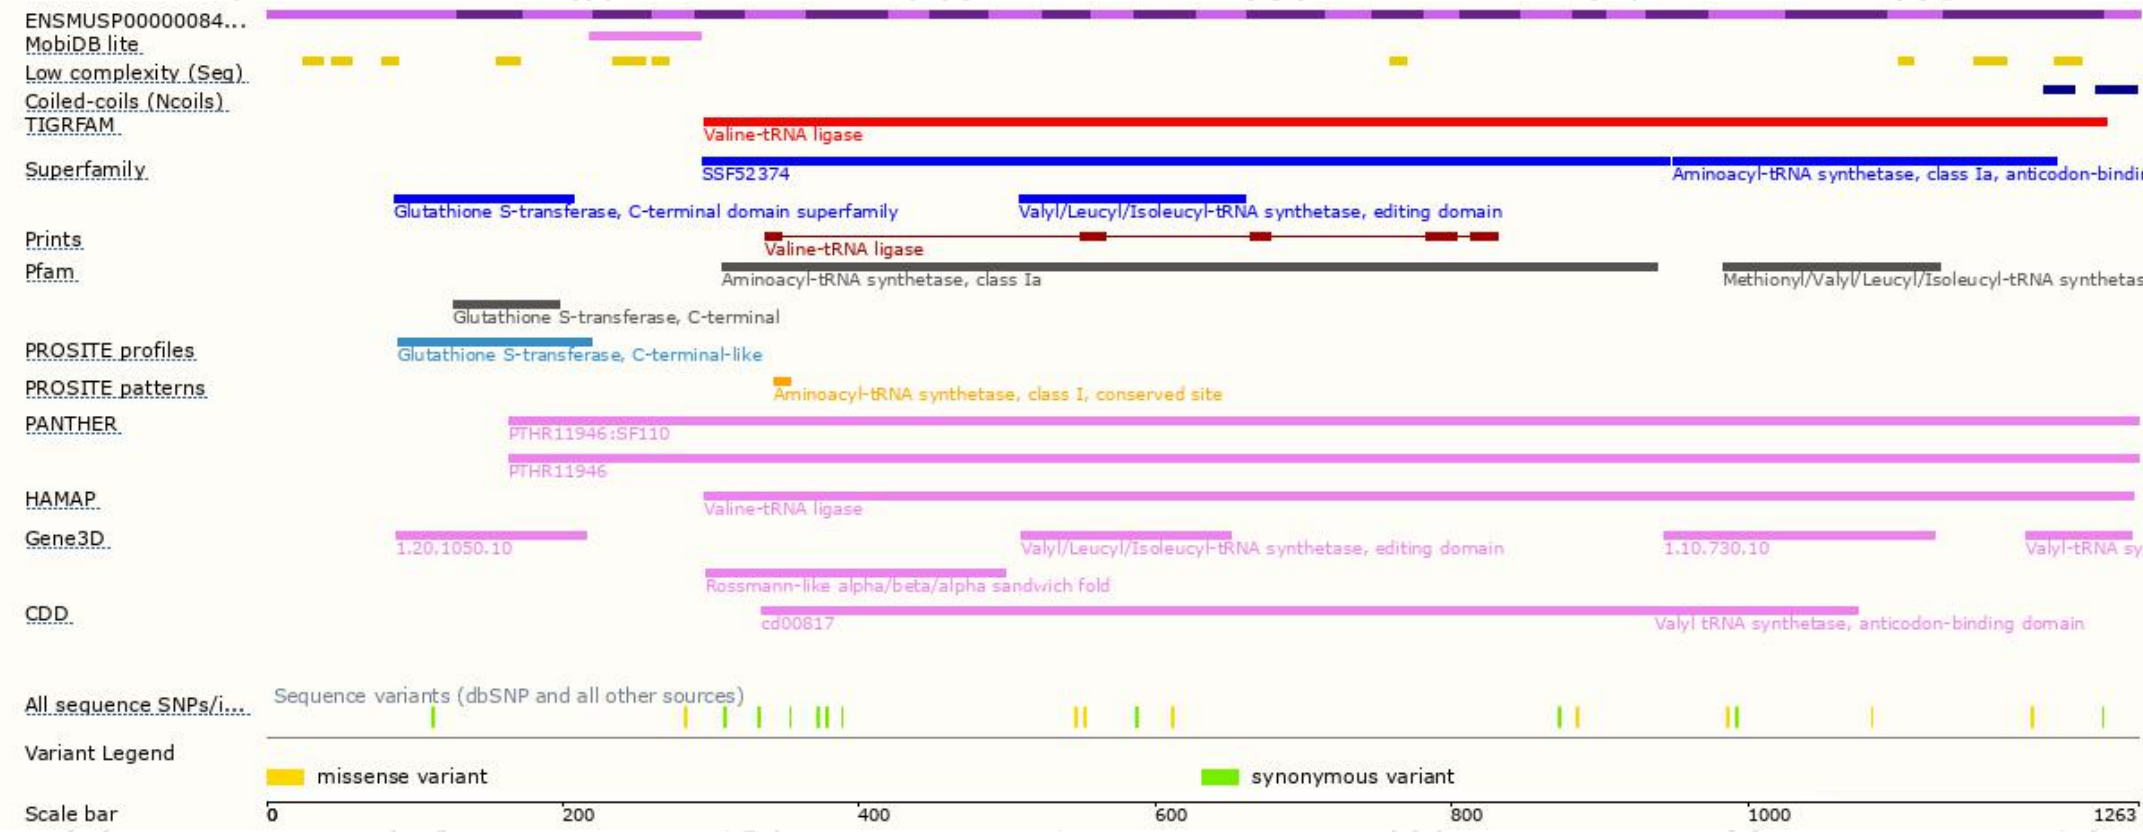 ENSMUSP00000084...
MobiDB lite
Low complexity (Seg)
Coiled-coils (Ncoils)
TIGRFAM
Valine-tRNA ligase
Superfamily
SSF52374
Aminoacyl-tRNA synthetase, class Ia, anticodon-bindi
Glutathione S-transferase, C-terminal domain superfamily
Valyl/Leucyl/Isoleucyl-tRNA synthetase, editing domain
Prints
Valine-tRNA ligase
Pfam
Aminoacyl-tRNA synthetase, class Ia
Methionyl/Valyl/Leucyl/Isoleucyl-tRNA synthetas
Glutathione S-transferase, C-terminal
PROSITE profiles
Glutathione S-transferase, C-terminal-like
PROSITE patterns
Aminoacyl-tRNA synthetase, class I, conserved site
PANTHER
PTHR11946:SF110
PTHR11946
HAMAP
Valine-tRNA ligase
Gene3D
1.20.1050.10
Valyl/Leucyl/Isoleucyl-tRNA synthetase, editing domain
1.10.730.10
Valyl-tRNA sy
Rossmann-like alpha/beta/alpha sandwich fold
CDD
cd00817
Valyl tRNA synthetase, anticodon-binding domain
Sequence variants (dbSNP and all other sources)
All sequence SNPs/i...
Variant Legend
missense variant
synonymous variant
Scale bar
0 200 400 600 800 1000 1263